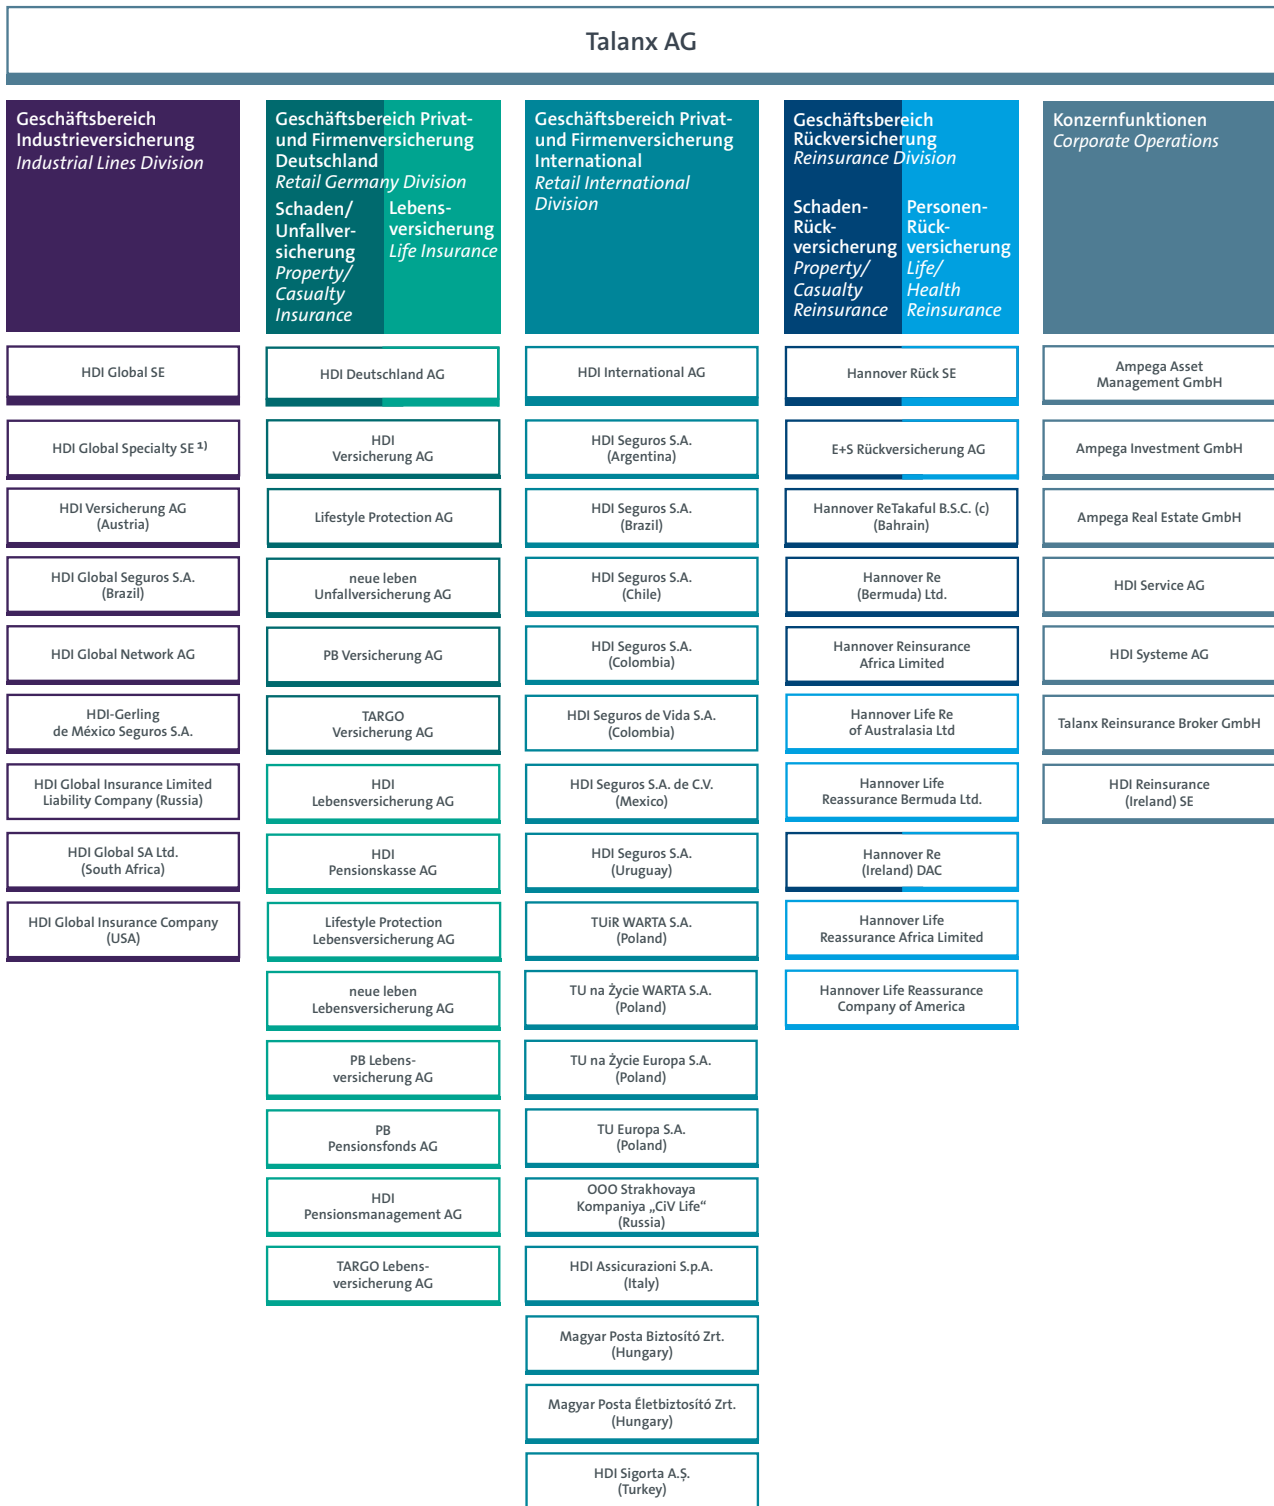 Talanx AG
Geschäftsbereich
Industrieversicherung
Industrial Lines Division
Geschäftsbereich Privat-
und Firmenversicherung
Deutschland
Retail Germany Division
Schaden/
Unfallver-
sicherung
Property/
Casualty
Insurance
Lebens-
versicherung
Life Insurance
Geschäftsbereich Privat-
und Firmenversicherung
International
Retail International
Division
Geschäftsbereich
Rückversicherung
Reinsurance Division
Schaden-
Rück-
versicherung
Property/
Casualty
Reinsurance
Personen-
Rück-
versicherung
Life/
Health
Reinsurance
Konzernfunktionen
Corporate Operations
HDI Global SE
HDI Global Specialty SE 1)
HDI Versicherung AG
(Austria)
HDI Global Seguros S.A.
(Brazil)
HDI Global Network AG
HDI-Gerling
de México Seguros S.A.
HDI Global Insurance Limited
Liability Company (Russia)
HDI Global SA Ltd.
(South Africa)
HDI Global Insurance Company
(USA)
HDI Deutschland AG
HDI
Versicherung AG
Lifestyle Protection AG
neue leben
Unfallversicherung AG
PB Versicherung AG
TARGO
Versicherung AG
HDI
Lebensversicherung AG
HDI
Pensionskasse AG
Lifestyle Protection
Lebensversicherung AG
neue leben
Lebensversicherung AG
PB Lebens-
versicherung AG
PB
Pensionsfonds AG
HDI
Pensionsmanagement AG
TARGO Lebens-
versicherung AG
HDI International AG
HDI Seguros S.A.
(Argentina)
HDI Seguros S.A.
(Brazil)
HDI Seguros S.A.
(Chile)
HDI Seguros S.A.
(Colombia)
HDI Seguros de Vida S.A.
(Colombia)
HDI Seguros S.A. de C.V.
(Mexico)
HDI Seguros S.A.
(Uruguay)
TUiR WARTA S.A.
(Poland)
TU na Życie WARTA S.A.
(Poland)
TU na Życie Europa S.A.
(Poland)
TU Europa S.A.
(Poland)
OOO Strakhovaya
Kompaniya „CiV Life“
(Russia)
HDI Assicurazioni S.p.A.
(Italy)
Magyar Posta Biztosító Zrt.
(Hungary)
Magyar Posta Életbiztosító Zrt.
(Hungary)
HDI Sigorta A.Ş.
(Turkey)
Hannover Rück SE
E+S Rückversicherung AG
Hannover ReTakaful B.S.C. (c)
(Bahrain)
Hannover Re
(Bermuda) Ltd.
Hannover Reinsurance
Africa Limited
Hannover Life Re
of Australasia Ltd
Hannover Life
Reassurance Bermuda Ltd.
Hannover Re
(Ireland) DAC
Hannover Life
Reassurance Africa Limited
Hannover Life Reassurance
Company of America
Ampega Asset
Management GmbH
Ampega Investment GmbH
Ampega Real Estate GmbH
HDI Service AG
HDI Systeme AG
Talanx Reinsurance Broker GmbH
HDI Reinsurance
(Ireland) SE